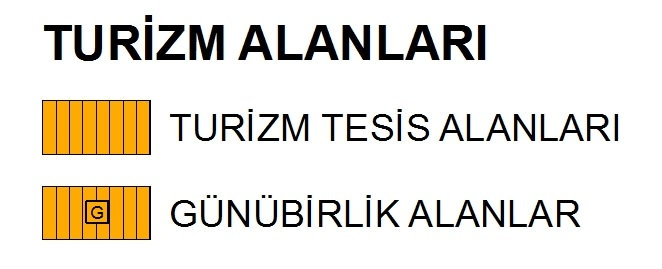 TURİZM ALANLARI
TURİZM TESİS ALANLARI
G GÜNÜBİRLİK ALANLAR